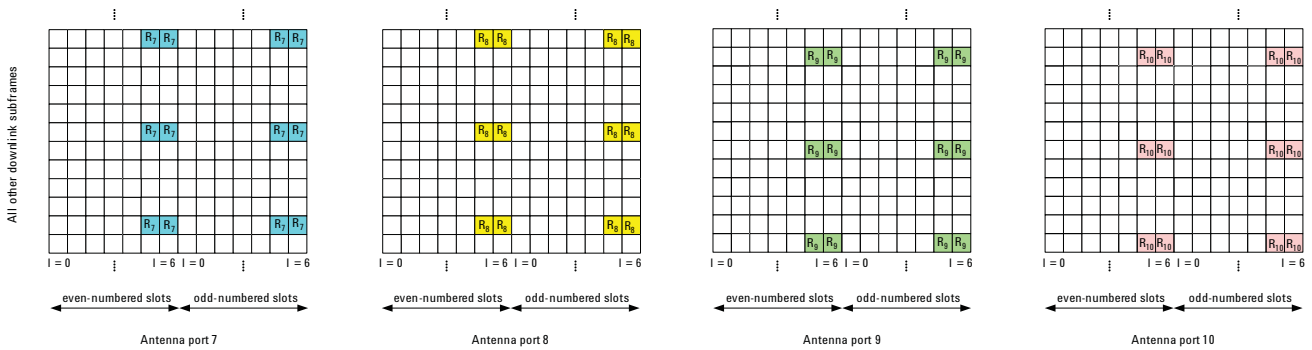 All other downlink subframes
R7 R7 R7 R7
R7 R7 R7 R7
R7 R7 R7 R7
l = 0 l = 6 l = 0 l = 6
even-numbered slots odd-numbered slots
Antenna port 7
R8 R8 R8 R8
R8 R8 R8 R8
R8 R8 R8 R8
l = 0 l = 6 l = 0 l = 6
even-numbered slots odd-numbered slots
Antenna port 8
R9 R9 R9 R9
R9 R9 R9 R9
R9 R9 R9 R9
l = 0 l = 6 l = 0 l = 6
even-numbered slots odd-numbered slots
Antenna port 9
R10 R10 R10 R10
R10 R10 R10 R10
R10 R10 R10 R10
l = 0 l = 6 l = 0 l = 6
even-numbered slots odd-numbered slots
Antenna port 10